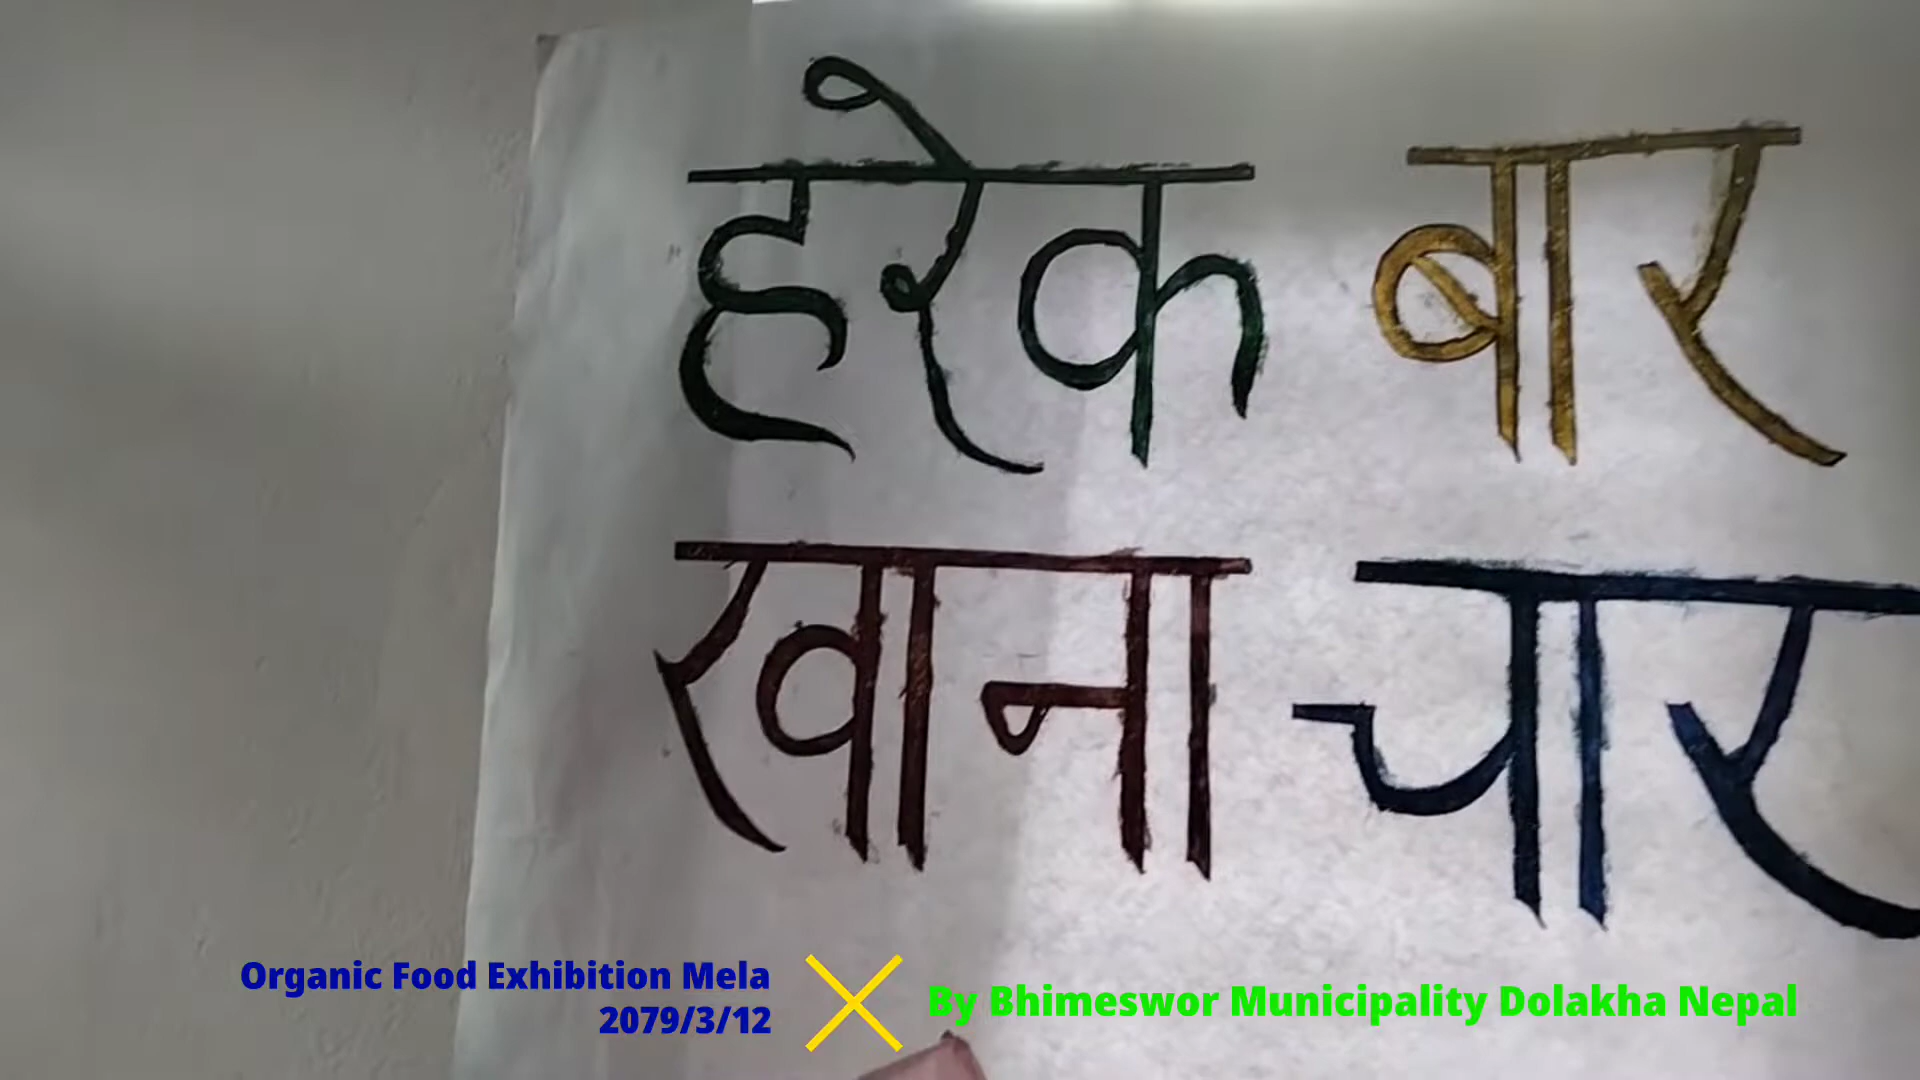 हरेक बार
खाना चार
Organic Food Exhibition Mela
2079/3/12
By Bhimeswor Municipality Dolakha Nepal